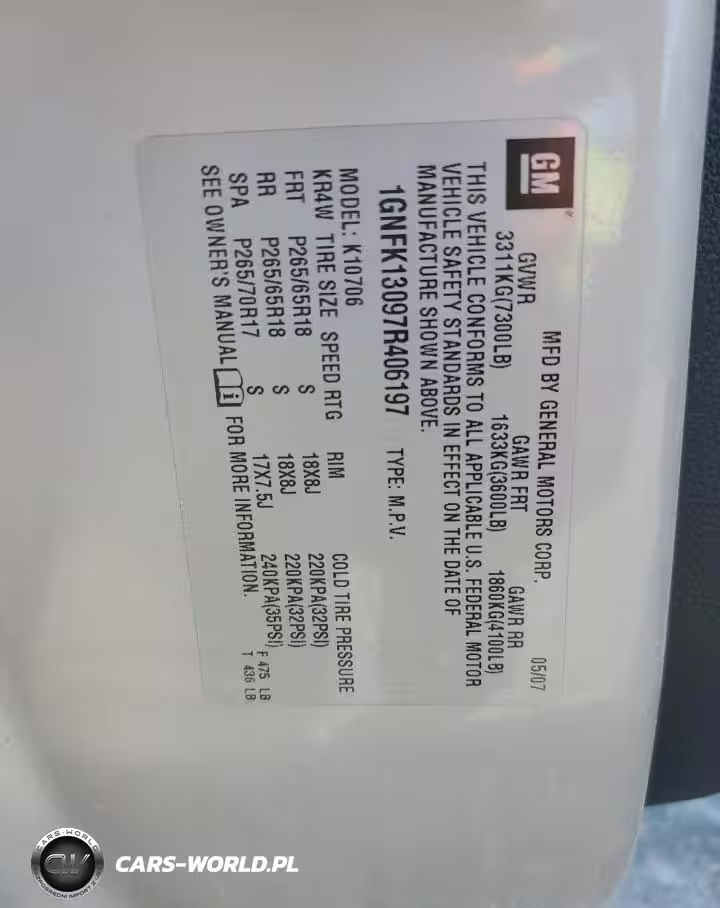 GM
MFD BY GENERAL MOTORS CORP. 05/07
GVWR GAWR FRT GAWR RR
3311KG(7300LB) 1633KG(3600LB) 1860KG(4100LB)
THIS VEHICLE CONFORMS TO ALL APPLICABLE U.S. FEDERAL MOTOR
VEHICLE SAFETY STANDARDS IN EFFECT ON THE DATE OF
MANUFACTURE SHOWN ABOVE.
1GNFK13097R406197 TYPE: M.P.V.
MODEL: K10706
KR4W TIRE SIZE SPEED RTG RIM COLD TIRE PRESSURE
FRT P265/65R18 S 18X8J 220KPA(32PSI)
RR P265/65R18 S 18X8J 220KPA(32PSI)
SPA P265/70R17 S 17X7.5J 240KPA(35PSI)
SEE OWNER'S MANUAL FOR MORE INFORMATION.
F 475 LB
T 436 LB
CARS-WORLD
CW
CARS-WORLD.PL